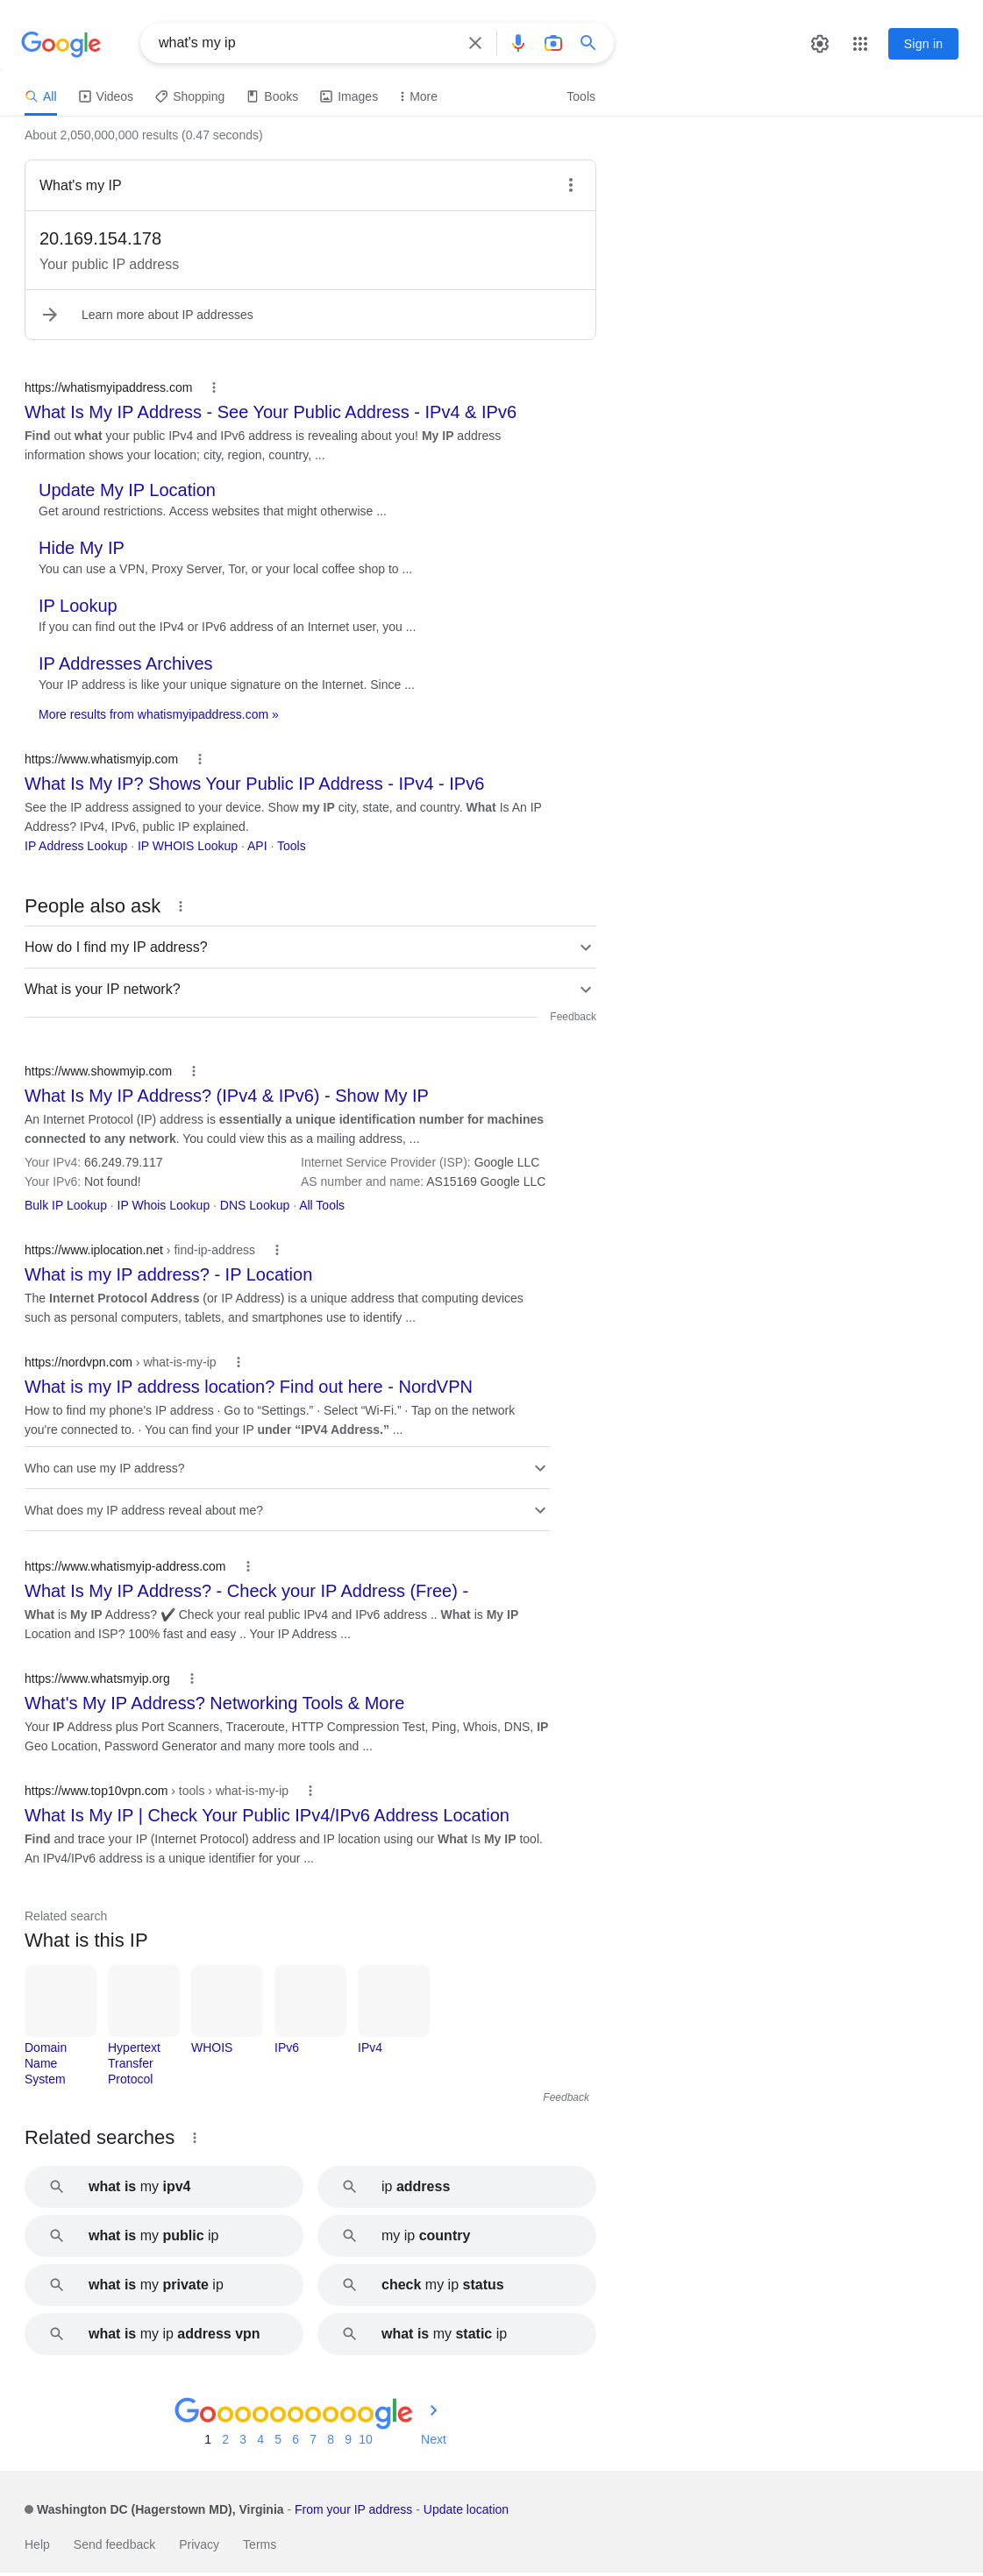 Google
what's my ip
Sign in
All Videos Shopping Books Images More Tools
About 2,050,000,000 results (0.47 seconds)
What's my IP
20.169.154.178
Your public IP address
Learn more about IP addresses
https://whatismyipaddress.com
What Is My IP Address - See Your Public Address - IPv4 & IPv6
Find out what your public IPv4 and IPv6 address is revealing about you! My IP address
information shows your location; city, region, country, ...
Update My IP Location
Get around restrictions. Access websites that might otherwise ...
Hide My IP
You can use a VPN, Proxy Server, Tor, or your local coffee shop to ...
IP Lookup
If you can find out the IPv4 or IPv6 address of an Internet user, you ...
IP Addresses Archives
Your IP address is like your unique signature on the Internet. Since ...
More results from whatismyipaddress.com »
https://www.whatismyip.com
What Is My IP? Shows Your Public IP Address - IPv4 - IPv6
See the IP address assigned to your device. Show my IP city, state, and country. What Is An IP
Address? IPv4, IPv6, public IP explained.
IP Address Lookup · IP WHOIS Lookup · API · Tools
People also ask
How do I find my IP address?
What is your IP network?
Feedback
https://www.showmyip.com
What Is My IP Address? (IPv4 & IPv6) - Show My IP
An Internet Protocol (IP) address is essentially a unique identification number for machines
connected to any network. You could view this as a mailing address, ...
Your IPv4: 66.249.79.117 Internet Service Provider (ISP): Google LLC
Your IPv6: Not found! AS number and name: AS15169 Google LLC
Bulk IP Lookup · IP Whois Lookup · DNS Lookup · All Tools
https://www.iplocation.net › find-ip-address
What is my IP address? - IP Location
The Internet Protocol Address (or IP Address) is a unique address that computing devices
such as personal computers, tablets, and smartphones use to identify ...
https://nordvpn.com › what-is-my-ip
What is my IP address location? Find out here - NordVPN
How to find my phone's IP address · Go to “Settings.” · Select “Wi-Fi.” · Tap on the network
you're connected to. · You can find your IP under “IPV4 Address.” ...
Who can use my IP address?
What does my IP address reveal about me?
https://www.whatismyip-address.com
What Is My IP Address? - Check your IP Address (Free) -
What is My IP Address? ✔️ Check your real public IPv4 and IPv6 address .. What is My IP
Location and ISP? 100% fast and easy .. Your IP Address ...
https://www.whatsmyip.org
What's My IP Address? Networking Tools & More
Your IP Address plus Port Scanners, Traceroute, HTTP Compression Test, Ping, Whois, DNS, IP
Geo Location, Password Generator and many more tools and ...
https://www.top10vpn.com › tools › what-is-my-ip
What Is My IP | Check Your Public IPv4/IPv6 Address Location
Find and trace your IP (Internet Protocol) address and IP location using our What Is My IP tool.
An IPv4/IPv6 address is a unique identifier for your ...
Related search
What is this IP
Domain Hypertext WHOIS IPv6 IPv4
Name Transfer
System Protocol
Feedback
Related searches
what is my ipv4
ip address
what is my public ip
my ip country
what is my private ip
check my ip status
what is my ip address vpn
what is my static ip
Goooooooooogle
1 2 3 4 5 6 7 8 9 10 Next
Washington DC (Hagerstown MD), Virginia - From your IP address - Update location
Help Send feedback Privacy Terms